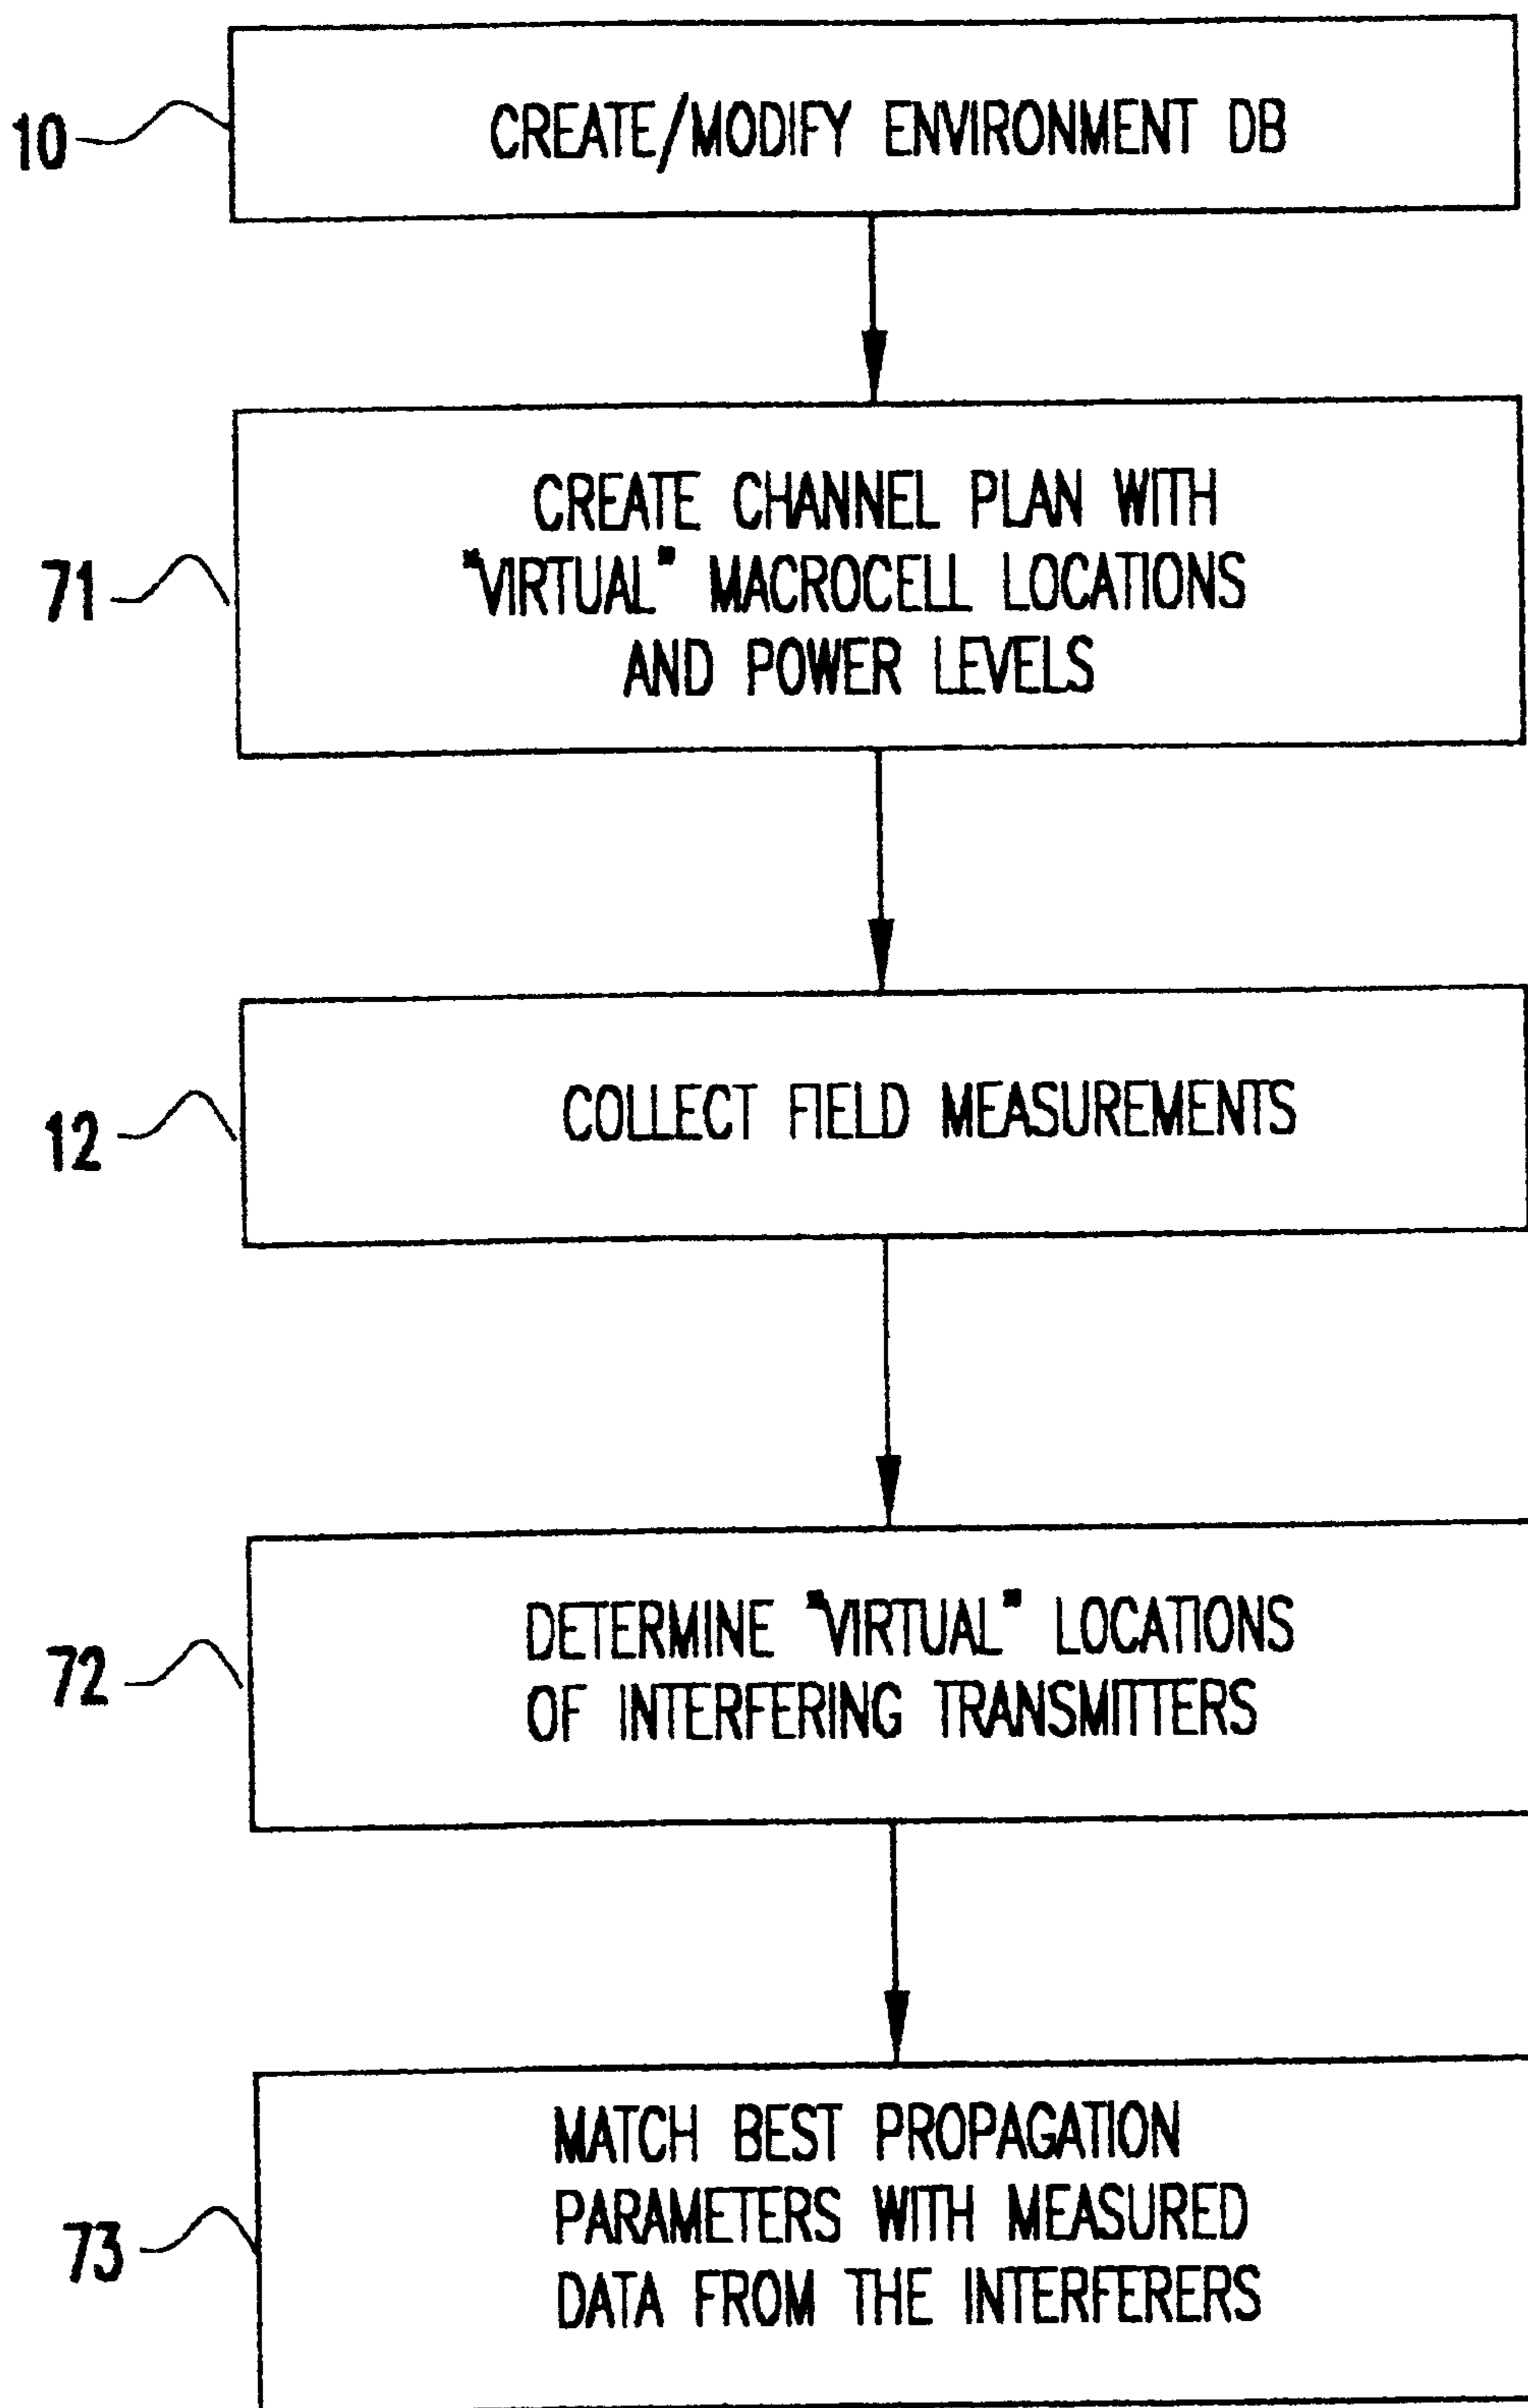 10
CREATE/MODIFY ENVIRONMENT DB
71
CREATE CHANNEL PLAN WITH
"VIRTUAL" MACROCELL LOCATIONS
AND POWER LEVELS
12
COLLECT FIELD MEASUREMENTS
72
DETERMINE "VIRTUAL" LOCATIONS
OF INTERFERING TRANSMITTERS
73
MATCH BEST PROPAGATION
PARAMETERS WITH MEASURED
DATA FROM THE INTERFERERS